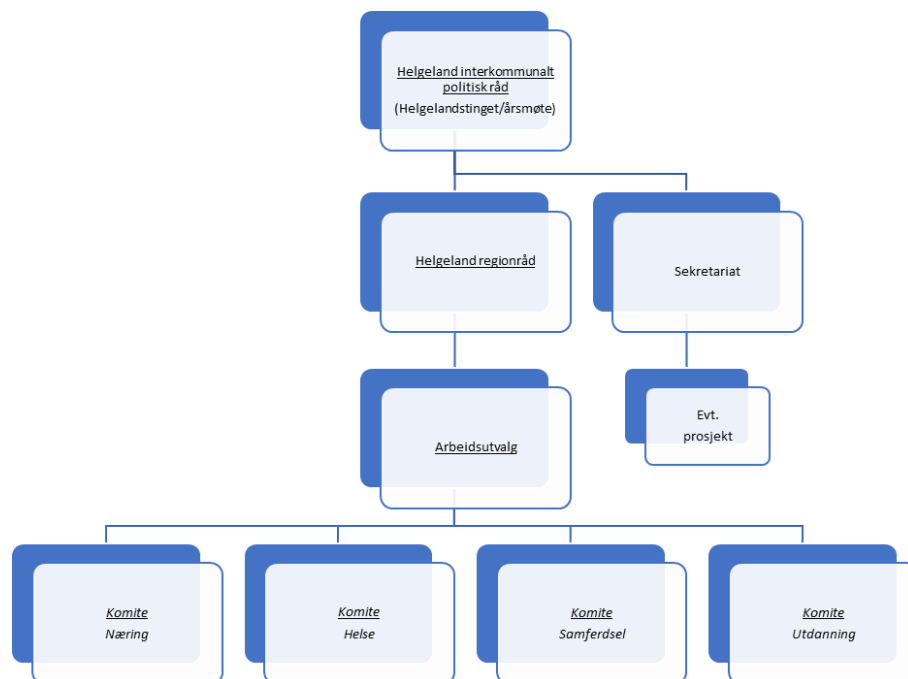 Helgeland interkommunalt
politisk råd
(Helgelandstinget/årsmøte)
Helgeland regionråd
Sekretariat
Arbeidsutvalg
Evt.
prosjekt
Komite
Næring
Komite
Helse
Komite
Samferdsel
Komite
Utdanning